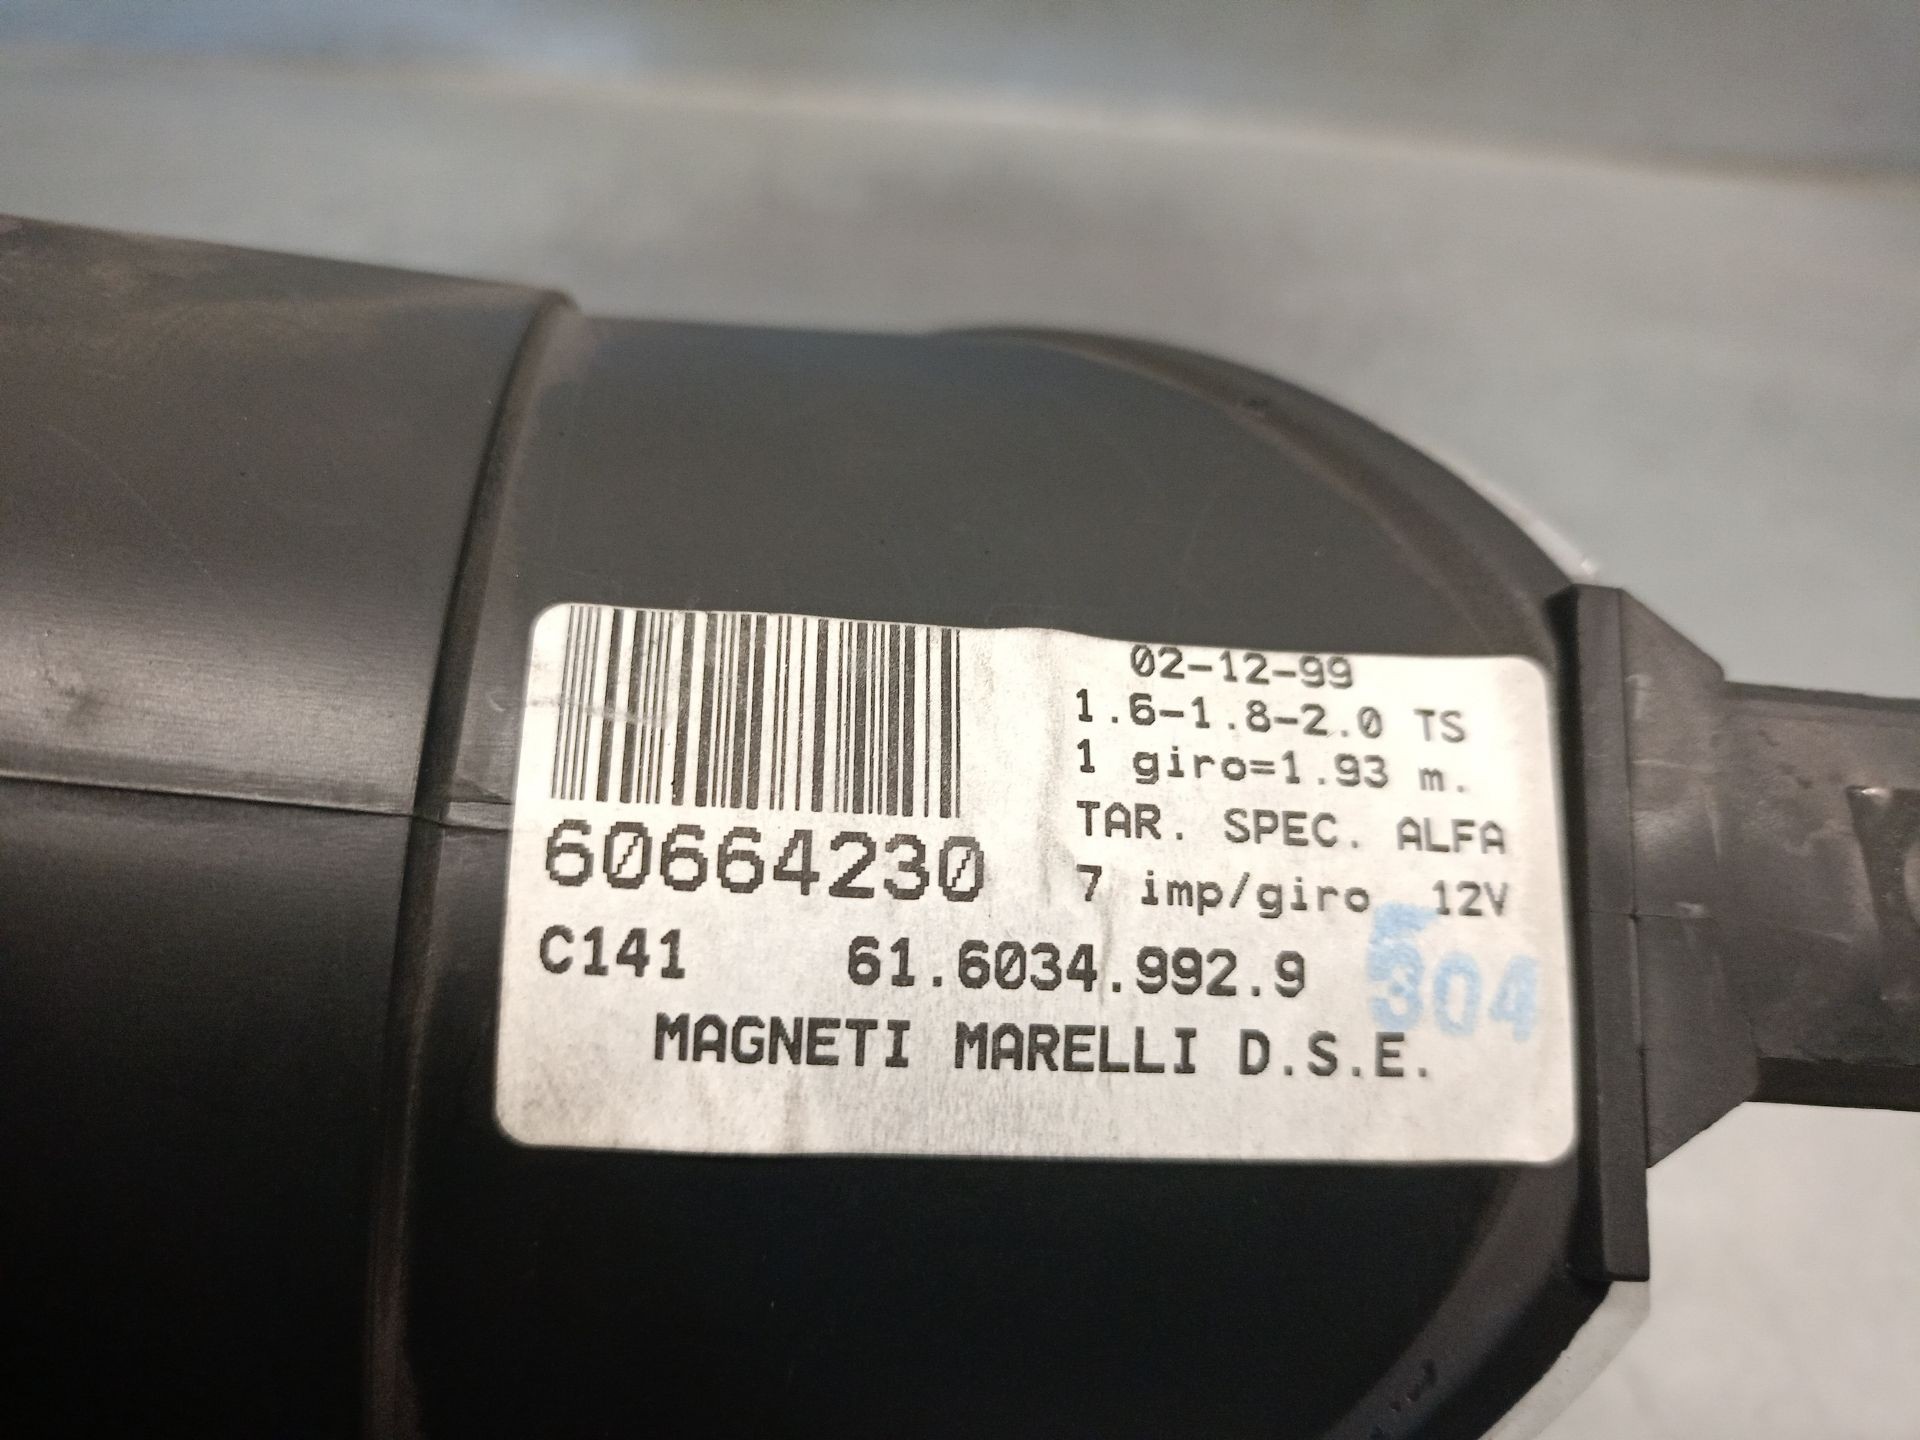 02-12-99
1.6-1.8-2.0 TS
1 giro=1.93 m.
TAR. SPEC. ALFA
7 imp/giro 12V
60664230
C141 61.6034.992.9
304
MAGNETI MARELLI D.S.E.